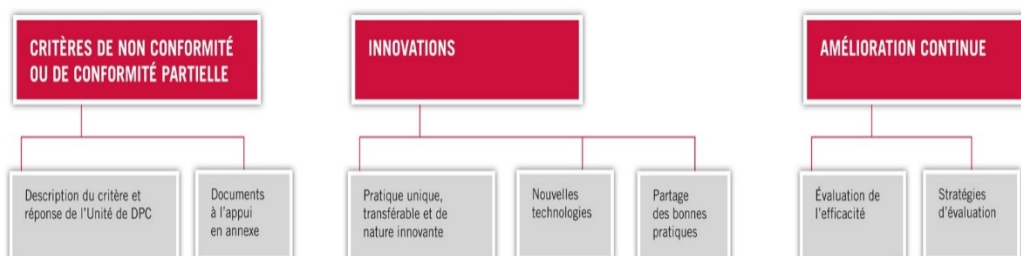 CRITÈRES DE NON CONFORMITÉ
OU DE CONFORMITÉ PARTIELLE
Description du critère et
réponse de l'Unité de DPC
Documents
à l'appui
en annexe
INNOVATIONS
Pratique unique,
transférable et de
nature innovante
Nouvelles
technologies
Partage
des bonnes
pratiques
AMÉLIORATION CONTINUE
Évaluation de
l'efficacité
Stratégies
d'évaluation